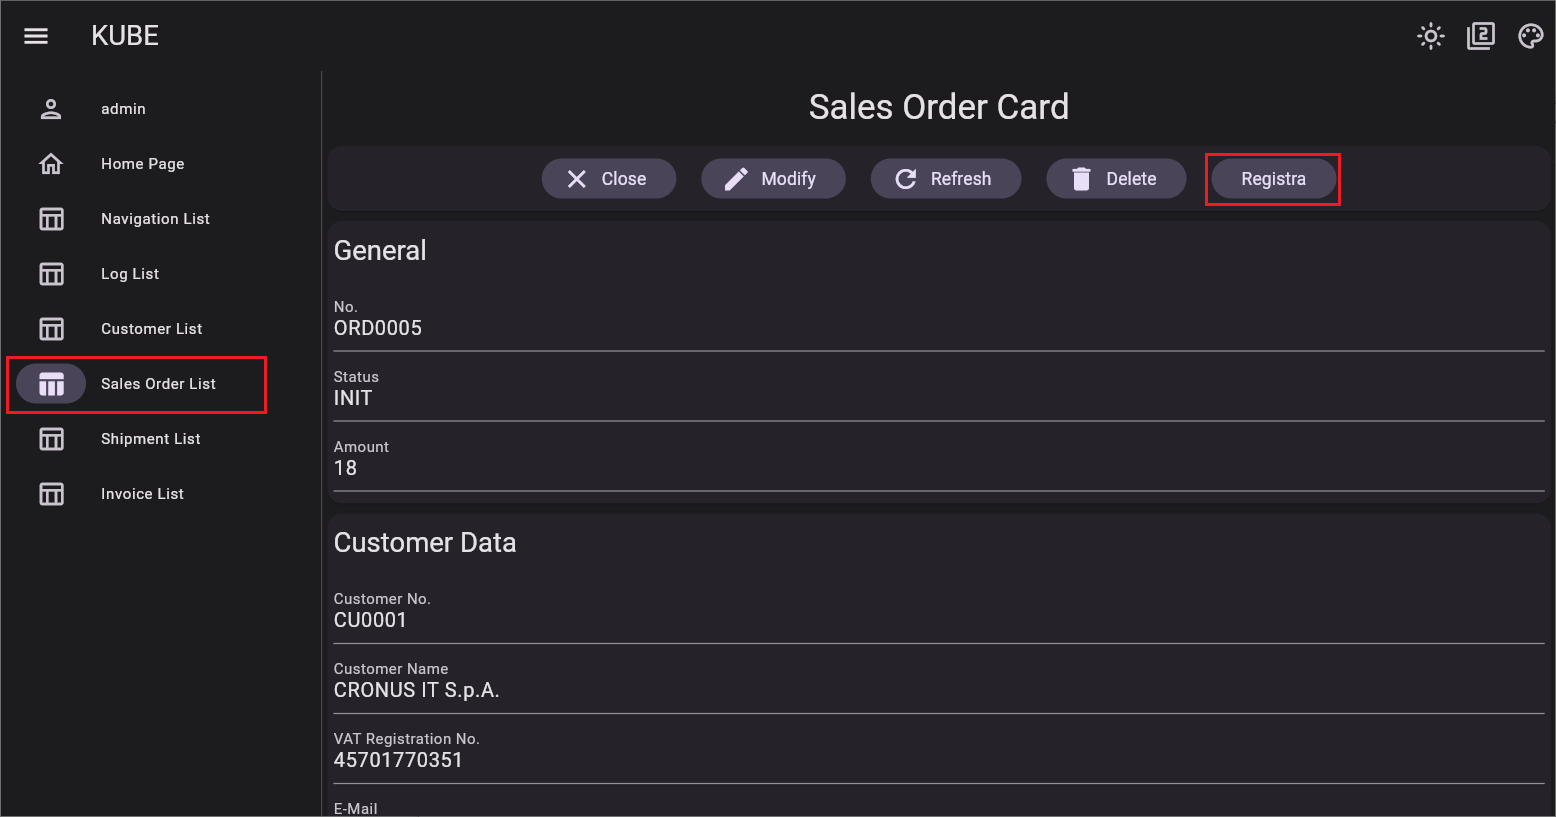 KUBE
2
admin
Home Page
Navigation List
Log List
Customer List
Sales Order List
Shipment List
Invoice List
Sales Order Card
Close Modify Refresh Delete Registra
General
No.
ORD0005
Status
INIT
Amount
18
Customer Data
Customer No.
CU0001
Customer Name
CRONUS IT S.p.A.
VAT Registration No.
45701770351
E-Mail